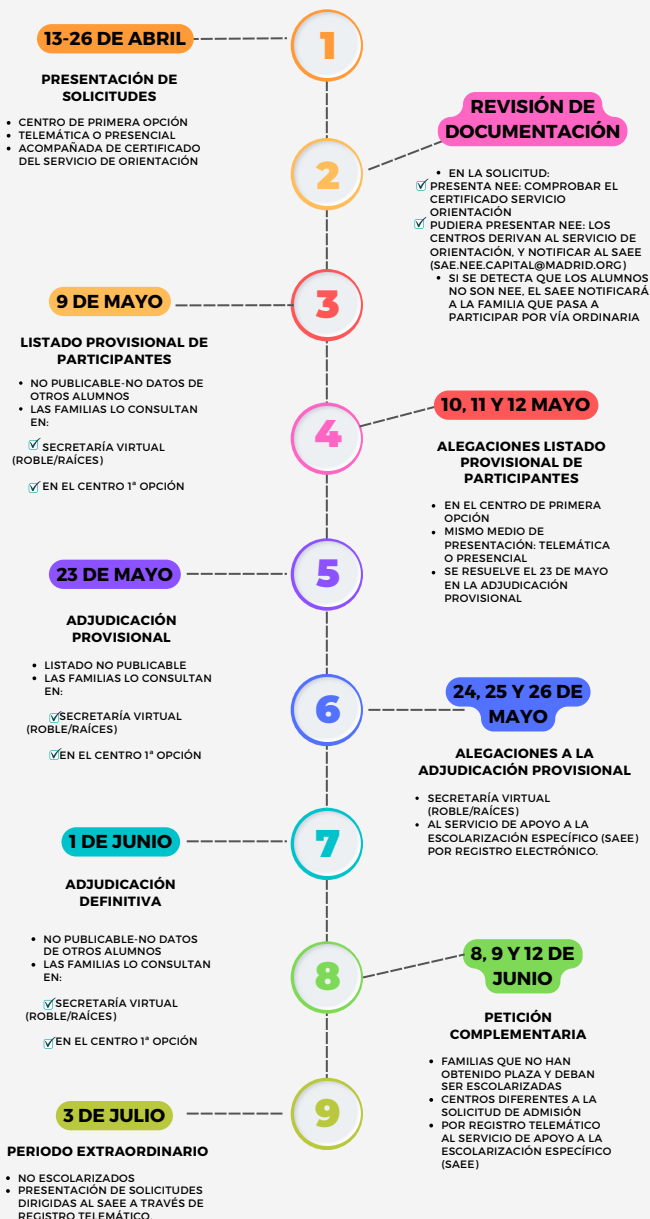 13-26 DE ABRIL
1
PRESENTACIÓN DE
SOLICITUDES
• CENTRO DE PRIMERA OPCIÓN
• TELEMÁTICA O PRESENCIAL
• ACOMPAÑADA DE CERTIFICADO
DEL SERVICIO DE ORIENTACIÓN
2
REVISIÓN DE
DOCUMENTACIÓN
• EN LA SOLICITUD:
PRESENTA NEE: COMPROBAR EL
CERTIFICADO SERVICIO
ORIENTACIÓN
PUDIERA PRESENTAR NEE: LOS
CENTROS DERIVAN AL SERVICIO DE
ORIENTACIÓN, Y NOTIFICAR AL SAEE
(SAE.NEE.CAPITAL@MADRID.ORG)
• SI SE DETECTA QUE LOS ALUMNOS
NO SON NEE, EL SAEE NOTIFICARÁ
A LA FAMILIA QUE PASA A
PARTICIPAR POR VÍA ORDINARIA
9 DE MAYO
3
LISTADO PROVISIONAL DE
PARTICIPANTES
• NO PUBLICABLE-NO DATOS DE
OTROS ALUMNOS
• LAS FAMILIAS LO CONSULTAN
EN:
SECRETARÍA VIRTUAL
(ROBLE/RAÍCES)
EN EL CENTRO 1ª OPCIÓN
4
10, 11 Y 12 MAYO
ALEGACIONES LISTADO
PROVISIONAL DE
PARTICIPANTES
• EN EL CENTRO DE PRIMERA
OPCIÓN
• MISMO MEDIO DE
PRESENTACIÓN: TELEMÁTICA
O PRESENCIAL
• SE RESUELVE EL 23 DE MAYO
EN LA ADJUDICACIÓN
PROVISIONAL
23 DE MAYO
5
ADJUDICACIÓN
PROVISIONAL
• LISTADO NO PUBLICABLE
• LAS FAMILIAS LO CONSULTAN
EN:
SECRETARÍA VIRTUAL
(ROBLE/RAÍCES)
EN EL CENTRO 1ª OPCIÓN
6
24, 25 Y 26 DE
MAYO
ALEGACIONES A LA
ADJUDICACIÓN PROVISIONAL
• SECRETARÍA VIRTUAL
(ROBLE/RAÍCES)
• AL SERVICIO DE APOYO A LA
ESCOLARIZACIÓN ESPECÍFICO (SAEE)
POR REGISTRO ELECTRÓNICO.
1 DE JUNIO
7
ADJUDICACIÓN
DEFINITIVA
• NO PUBLICABLE-NO DATOS
DE OTROS ALUMNOS
• LAS FAMILIAS LO CONSULTAN
EN:
SECRETARÍA VIRTUAL
(ROBLE/RAÍCES)
EN EL CENTRO 1ª OPCIÓN
8
8, 9 Y 12 DE
JUNIO
PETICIÓN
COMPLEMENTARIA
• FAMILIAS QUE NO HAN
OBTENIDO PLAZA Y DEBAN
SER ESCOLARIZADAS
• CENTROS DIFERENTES A LA
SOLICITUD DE ADMISIÓN
• POR REGISTRO TELEMÁTICO
AL SERVICIO DE APOYO A LA
ESCOLARIZACIÓN ESPECÍFICO
(SAEE)
3 DE JULIO
9
PERIODO EXTRAORDINARIO
• NO ESCOLARIZADOS
• PRESENTACIÓN DE SOLICITUDES
DIRIGIDAS AL SAEE A TRAVÉS DE
REGISTRO TELEMÁTICO.